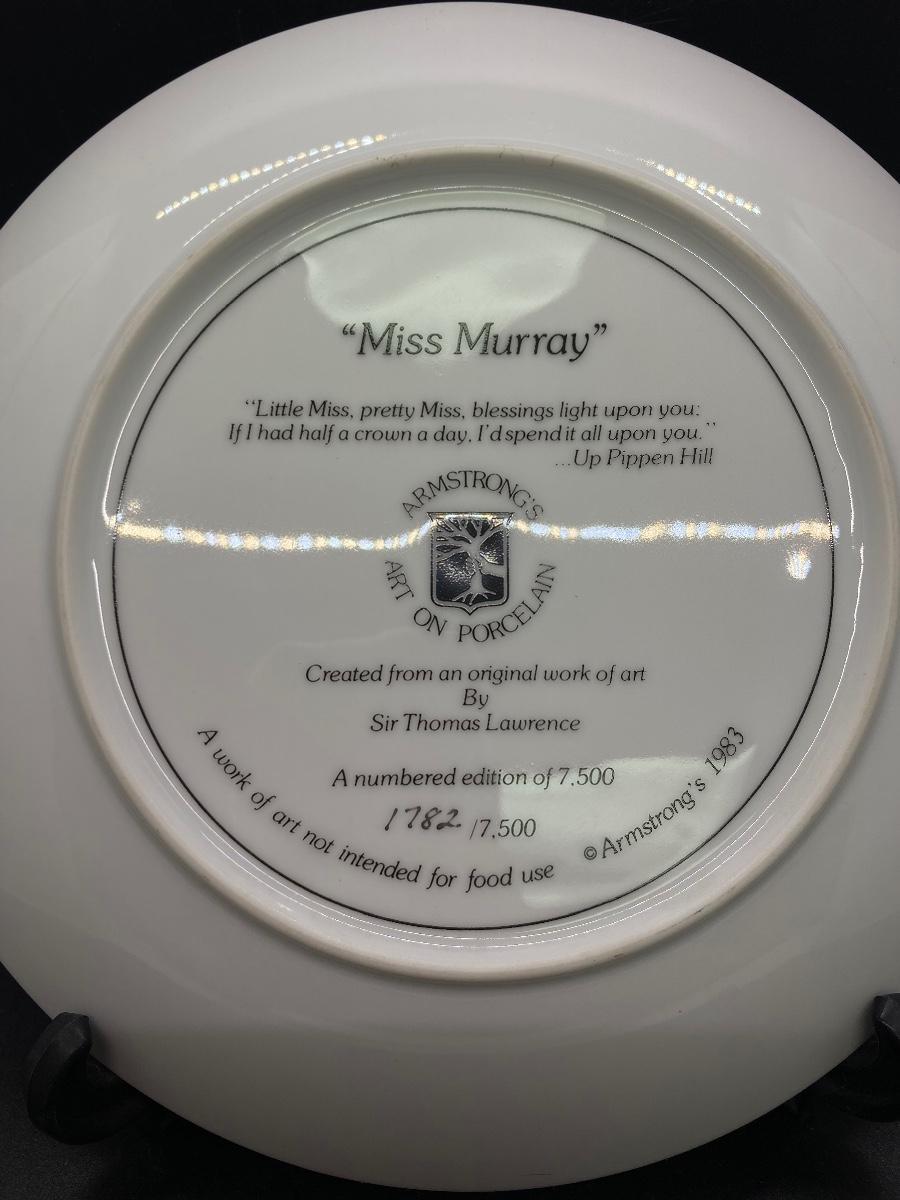 “Miss Murray”
“Little Miss, pretty Miss, blessings light upon you:
If I had half a crown a day, I'd spend it all upon you.”
...Up Pippen Hill
ARMSTRONG'S
ART ON PORCELAIN
Created from an original work of art
By
Sir Thomas Lawrence
A numbered edition of 7,500
1782 /7,500
A work of art not intended for food use
© Armstrong's 1983